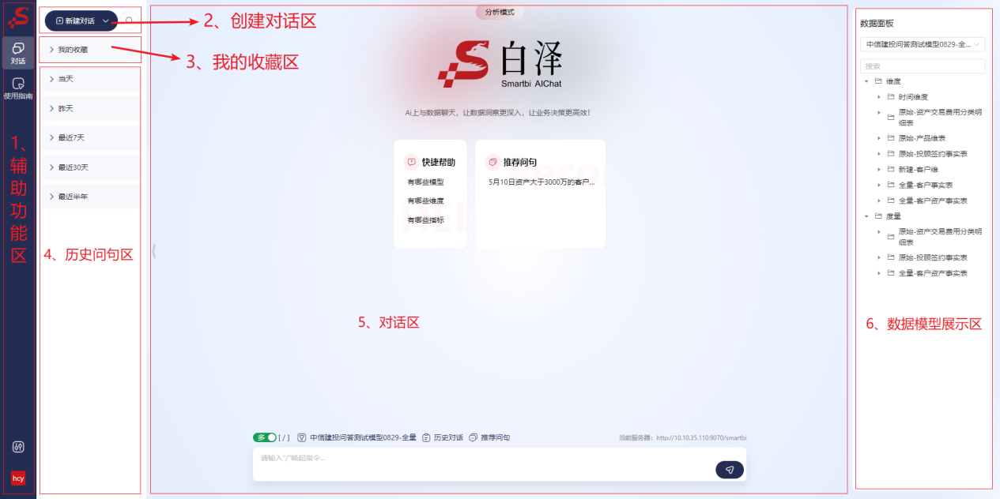 对话
使用指南
1、辅助功能区
hcy
新建对话
2、创建对话区
我的收藏
3、我的收藏区
当天
昨天
最近7天
最近30天
最近半年
4、历史问句区
分析模式
白泽
Smartbi AIChat
Ai上与数据聊天，让数据洞察更深入，让业务决策更高效!
快捷帮助
有哪些模型
有哪些维度
有哪些指标
推荐问句
5月10日资产大于3000万的客户...
5、对话区
多 [ / ] 中信建投问答测试模型0829-全量 历史对话 推荐问句
当前服务器：http://10.10.35.110:9070/smartbi
请输入“/”唤起指令...
数据面板
中信建投问答测试模型0829-全...
搜索
维度
时间维度
原始-资产交易费用分类明
细表
原始-产品维表
原始-投顾签约事实表
新建-客户维
全量-客户事实表
全量-客户资产事实表
度量
原始-资产交易费用分类明
细表
原始-投顾签约事实表
全量-客户资产事实表
6、数据模型展示区